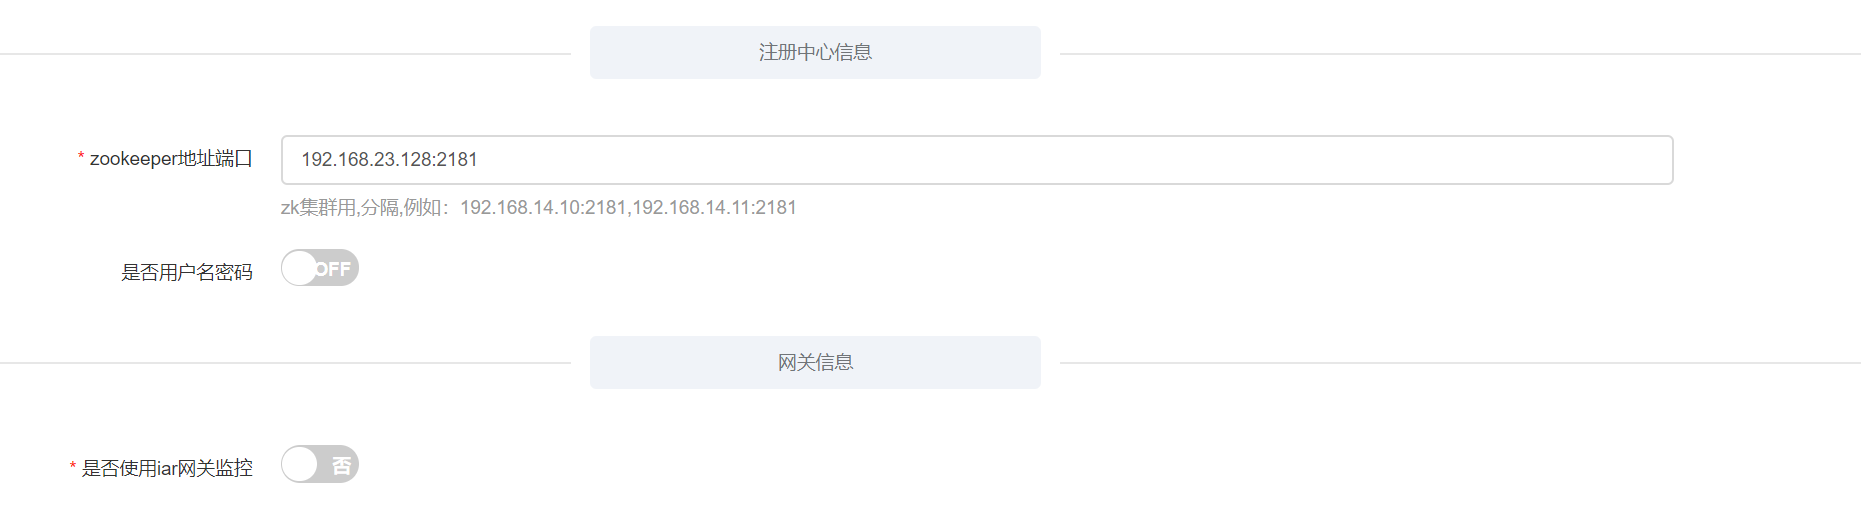 注册中心信息
* zookeeper地址端口 192.168.23.128:2181
zk集群用,分隔,例如：192.168.14.10:2181,192.168.14.11:2181
是否用户名密码 OFF
网关信息
* 是否使用iar网关监控 否